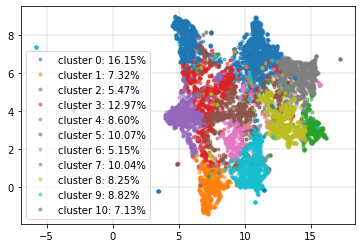 8
6
4
2
0
cluster 0: 16.15%
cluster 1: 7.32%
cluster 2: 5.47%
cluster 3: 12.97%
cluster 4: 8.60%
cluster 5: 10.07%
cluster 6: 5.15%
cluster 7: 10.04%
cluster 8: 8.25%
cluster 9: 8.82%
cluster 10: 7.13%
−5 0 5 10 15